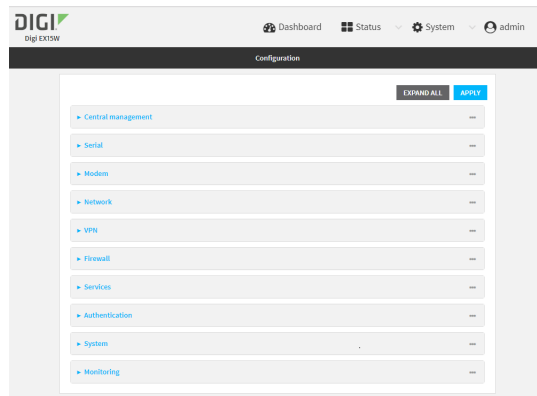 DIGI
Dashboard Status System admin
Digi EX15W
Configuration
EXPAND ALL APPLY
Central management
Serial
Modem
Network
VPN
Firewall
Services
Authentication
System
Monitoring